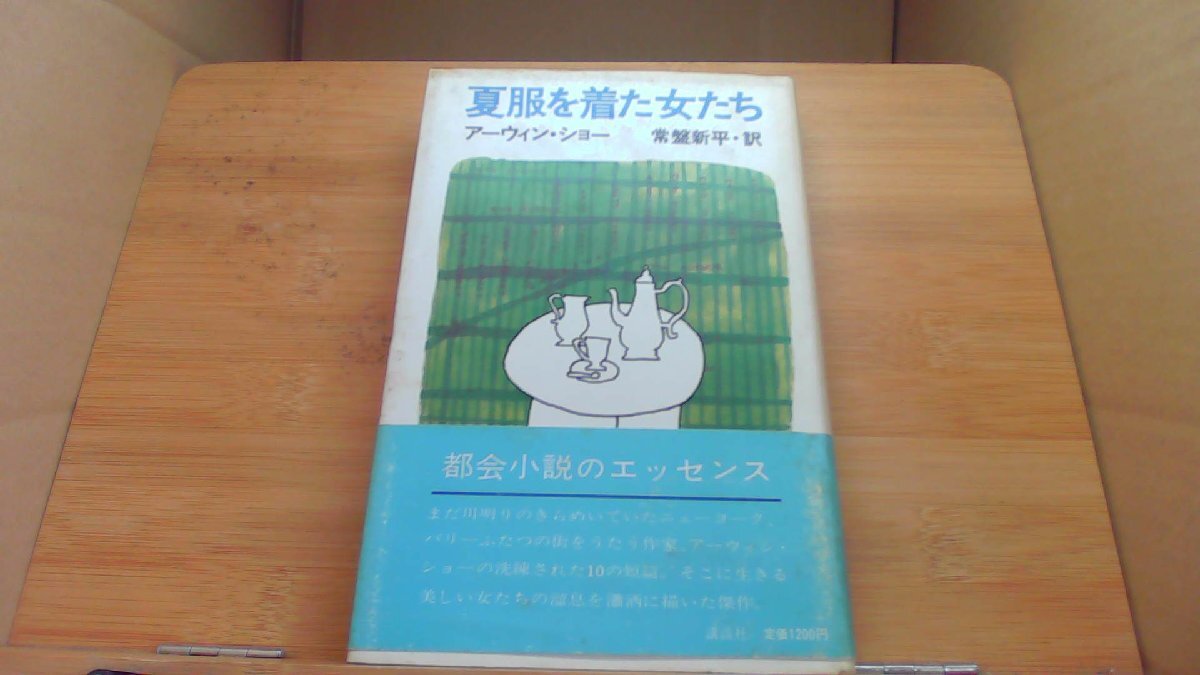 夏服を着た女たち
アーウィン・ショー 常盤新平・訳
都会小説のエッセンス
まだ川明りのきらめいていたニューヨーク、
パリーふたつの街をうたう作家、アーウィン・
ショーの洗練された10の短篇。そこに生きる
美しい女たちの溜息を瀟洒に描いた傑作。
講談社 定価1200円